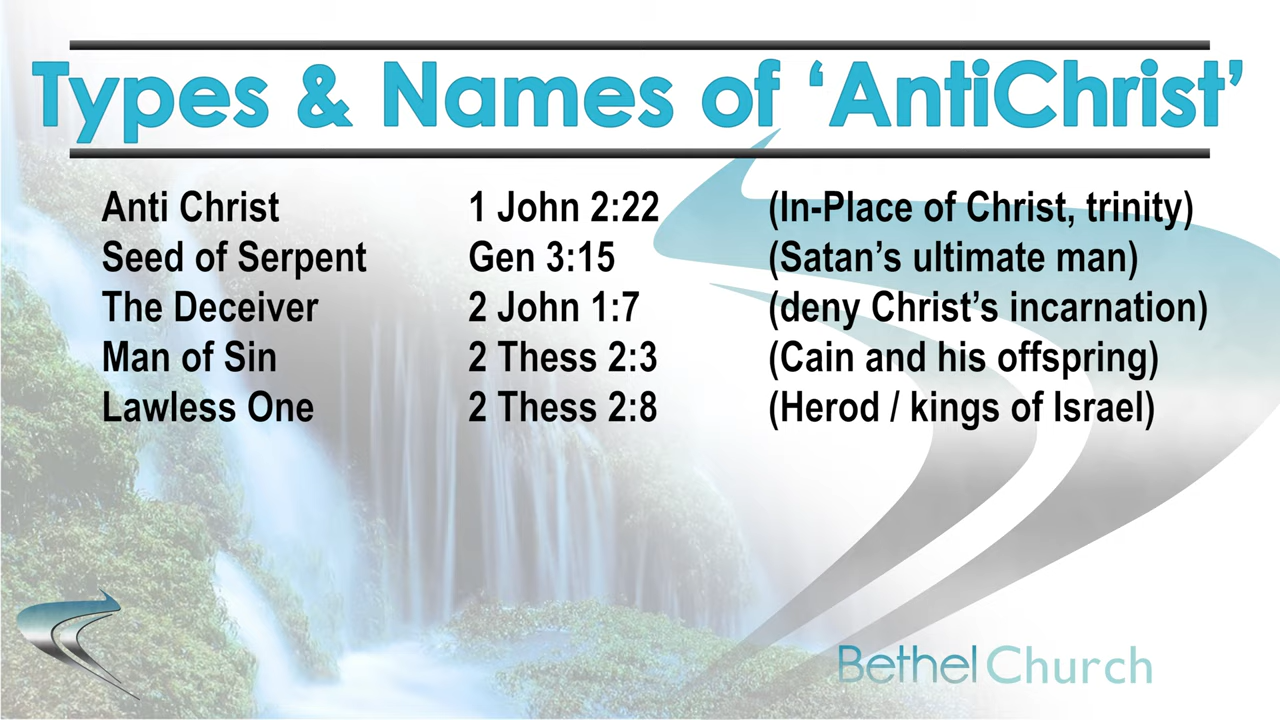 Types & Names of ‘AntiChrist’
Anti Christ 1 John 2:22 (In-Place of Christ, trinity)
Seed of Serpent Gen 3:15 (Satan’s ultimate man)
The Deceiver 2 John 1:7 (deny Christ’s incarnation)
Man of Sin 2 Thess 2:3 (Cain and his offspring)
Lawless One 2 Thess 2:8 (Herod / kings of Israel)
Bethel Church